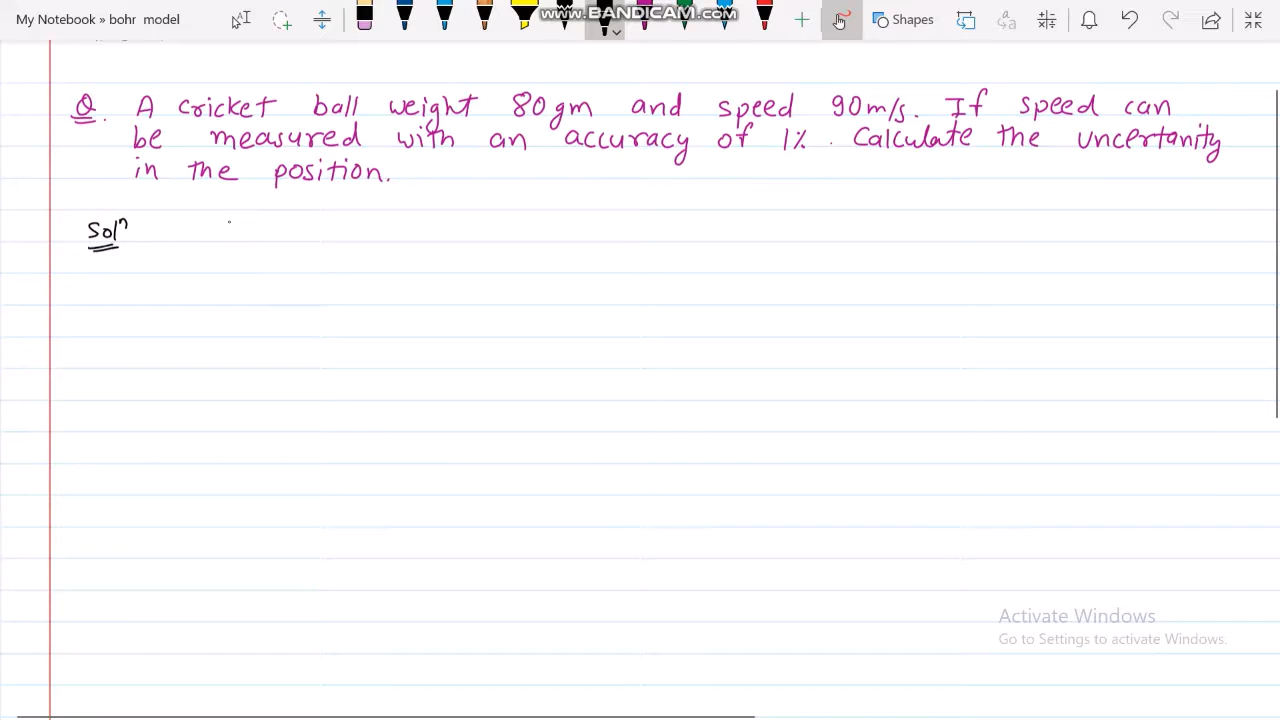 My Notebook » bohr model
www.BANDICAM.com
Shapes
Q. A cricket ball weight 80gm and speed 90m/s. If speed can
be measured with an accuracy of 1%. Calculate the uncertanity
in the position.
Solⁿ
Activate Windows
Go to Settings to activate Windows.